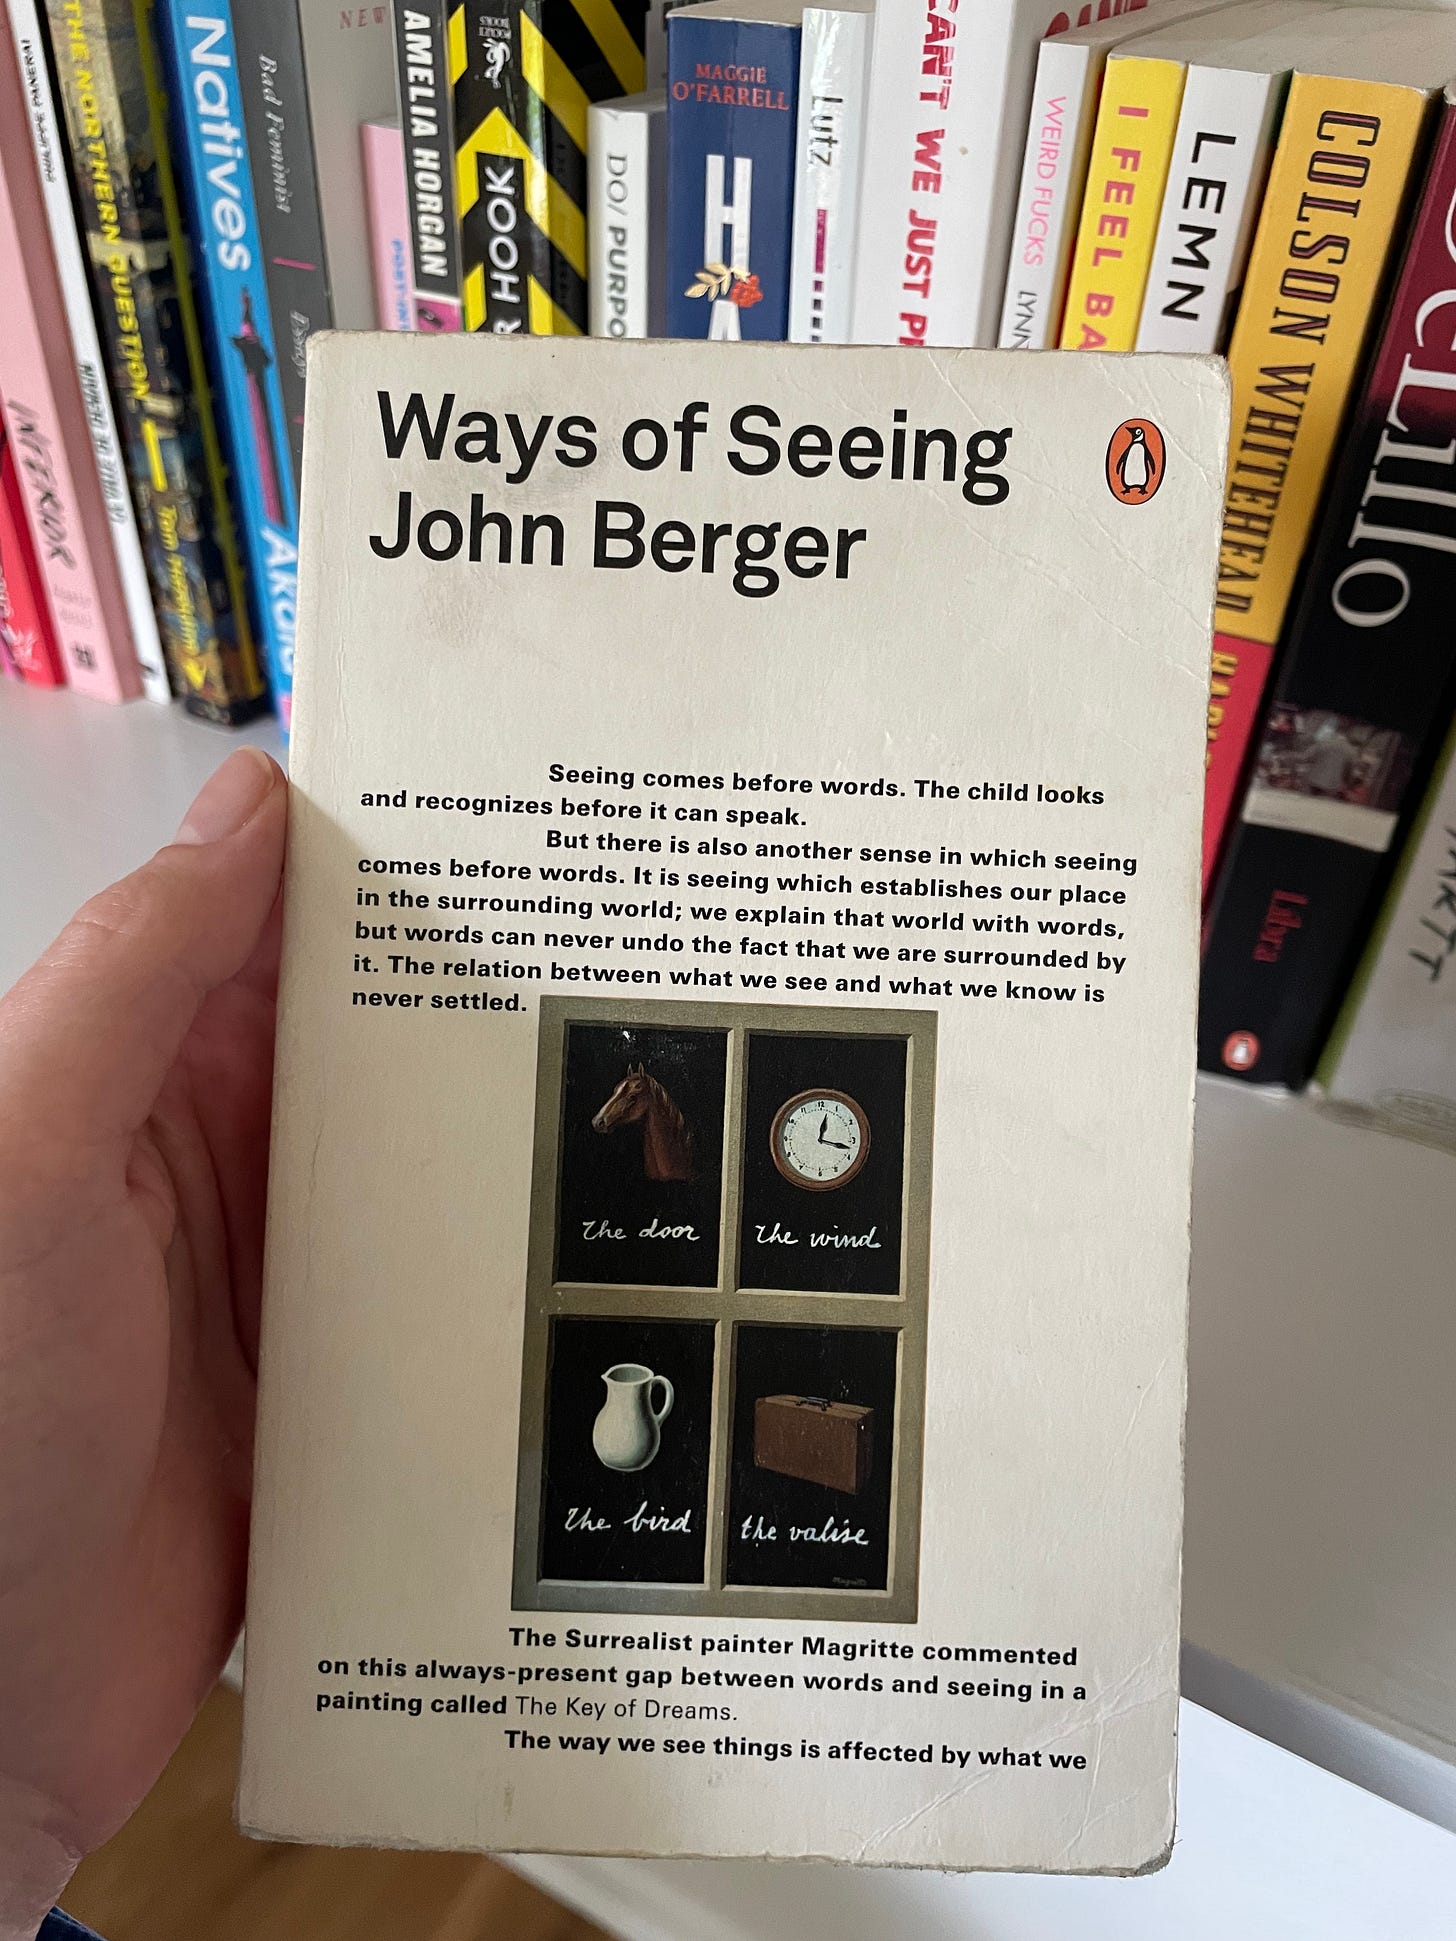 THE NORTHERN QUESTION
Tom Hazeldine
Natives
Akala
Bad Feminist
NEW
AMELIA HORGAN
R HOOK
DO/ PURPO
MAGGIE
O'FARRELL
H
Lutz
CAN'T WE JUST P
WEIRD FUCKS LYNN
I FEEL BA
LEMN
COLSON WHITEHEAD
Libra
INFERIOR
Ways of Seeing
John Berger
Seeing comes before words. The child looks
and recognizes before it can speak.
But there is also another sense in which seeing
comes before words. It is seeing which establishes our place
in the surrounding world; we explain that world with words,
but words can never undo the fact that we are surrounded by
it. The relation between what we see and what we know is
never settled.
The door
The wind
The bird
the valise
Magritte
The Surrealist painter Magritte commented
on this always-present gap between words and seeing in a
painting called The Key of Dreams.
The way we see things is affected by what we